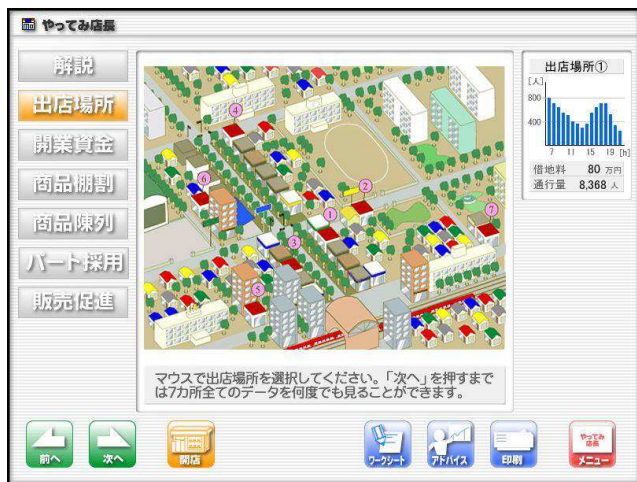 やってみ店長
解説
出店場所
開業資金
商品棚割
商品陳列
パート採用
販売促進
④
⑥
②
①
⑦
③
⑤
出店場所①
[人]
800
400
7 11 15 19 [h]
借地料 80 万円
通行量 8,368 人
マウスで出店場所を選択してください。「次へ」を押すまで
は7カ所全てのデータを何度でも見ることができます。
前へ
次へ
開店
ワークシート
アドバイス
印刷
やってみ
店長
メニュー